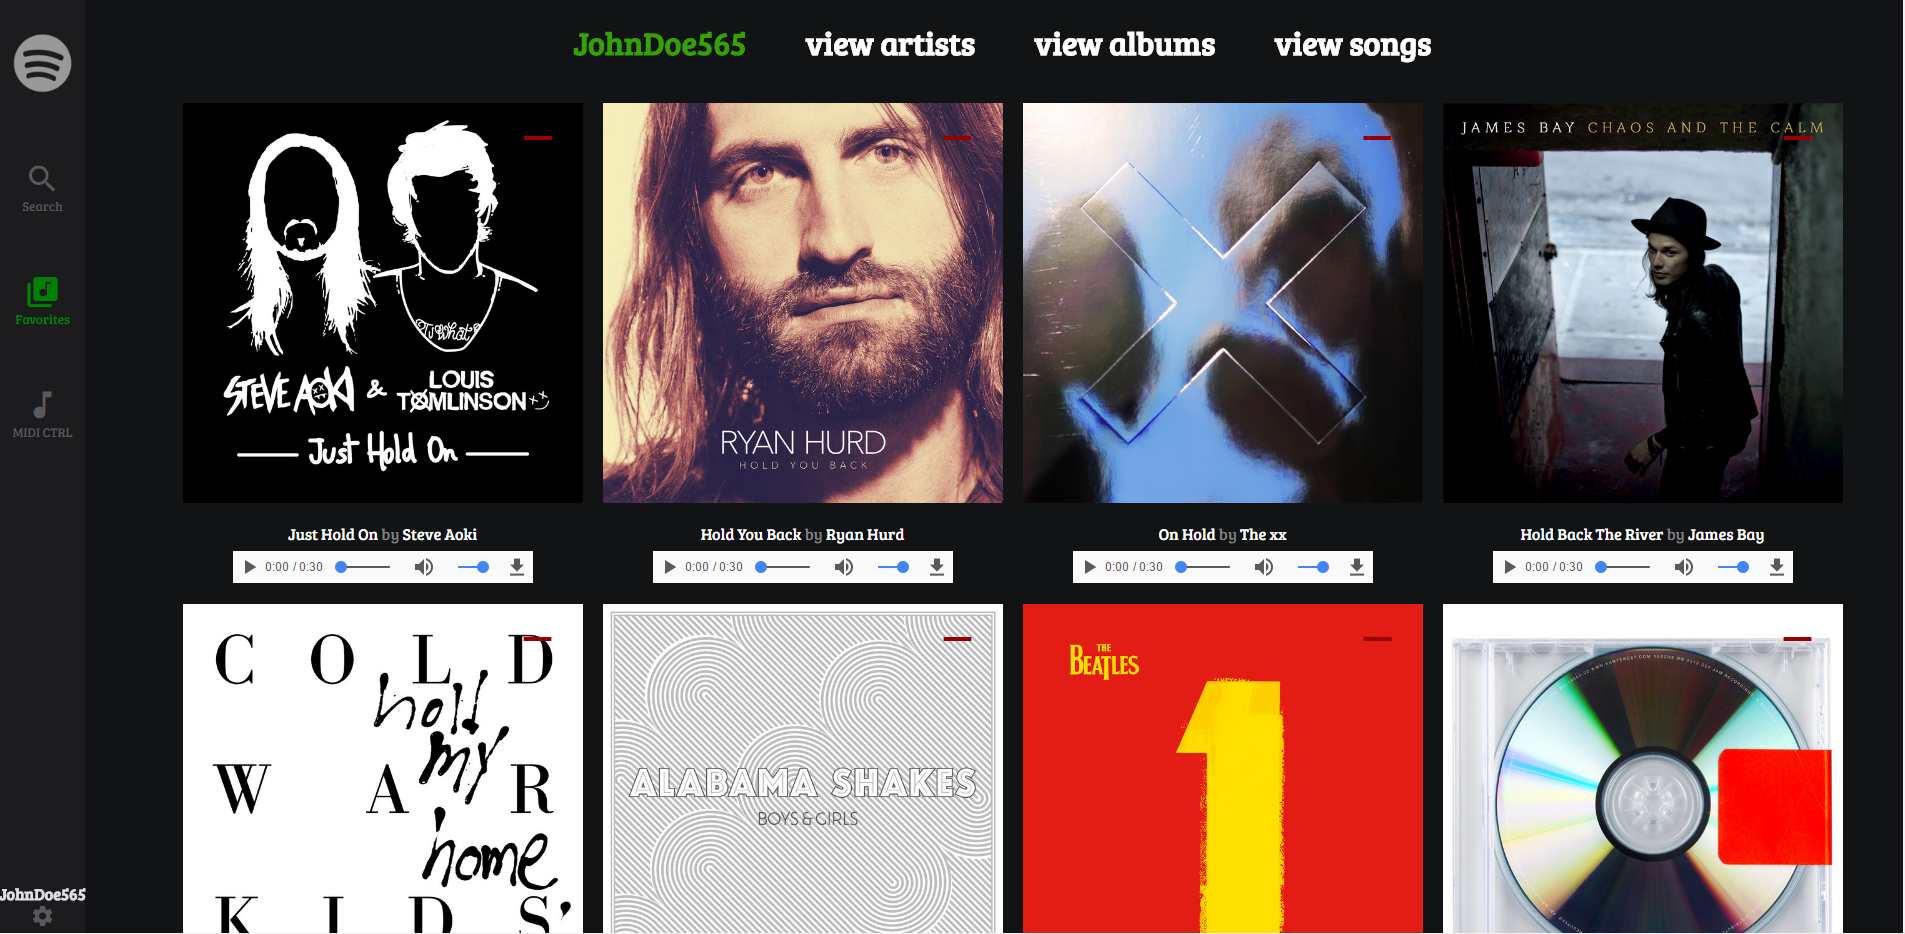 JohnDoe565 view artists view albums view songs
Search
Favorites
MIDI CTRL
JohnDoe565
STEVE AOKI & LOUIS TOMLINSON
Just Hold On
RYAN HURD
HOLD YOU BACK
JAMES BAY CHAOS AND THE CALM
Just Hold On by Steve Aoki
0:00 / 0:30
Hold You Back by Ryan Hurd
0:00 / 0:30
On Hold by The xx
0:00 / 0:30
Hold Back The River by James Bay
0:00 / 0:30
COLD
WAR
KIDS'
hold
my
home
ALABAMA SHAKES
BOYS & GIRLS
THE
BEATLES
1